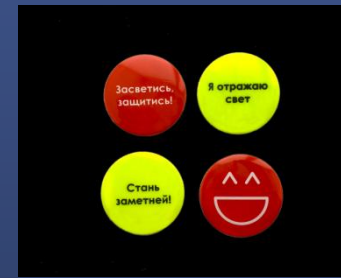 Засветись,
защитись!
Я отражаю
свет
Стань
заметней!